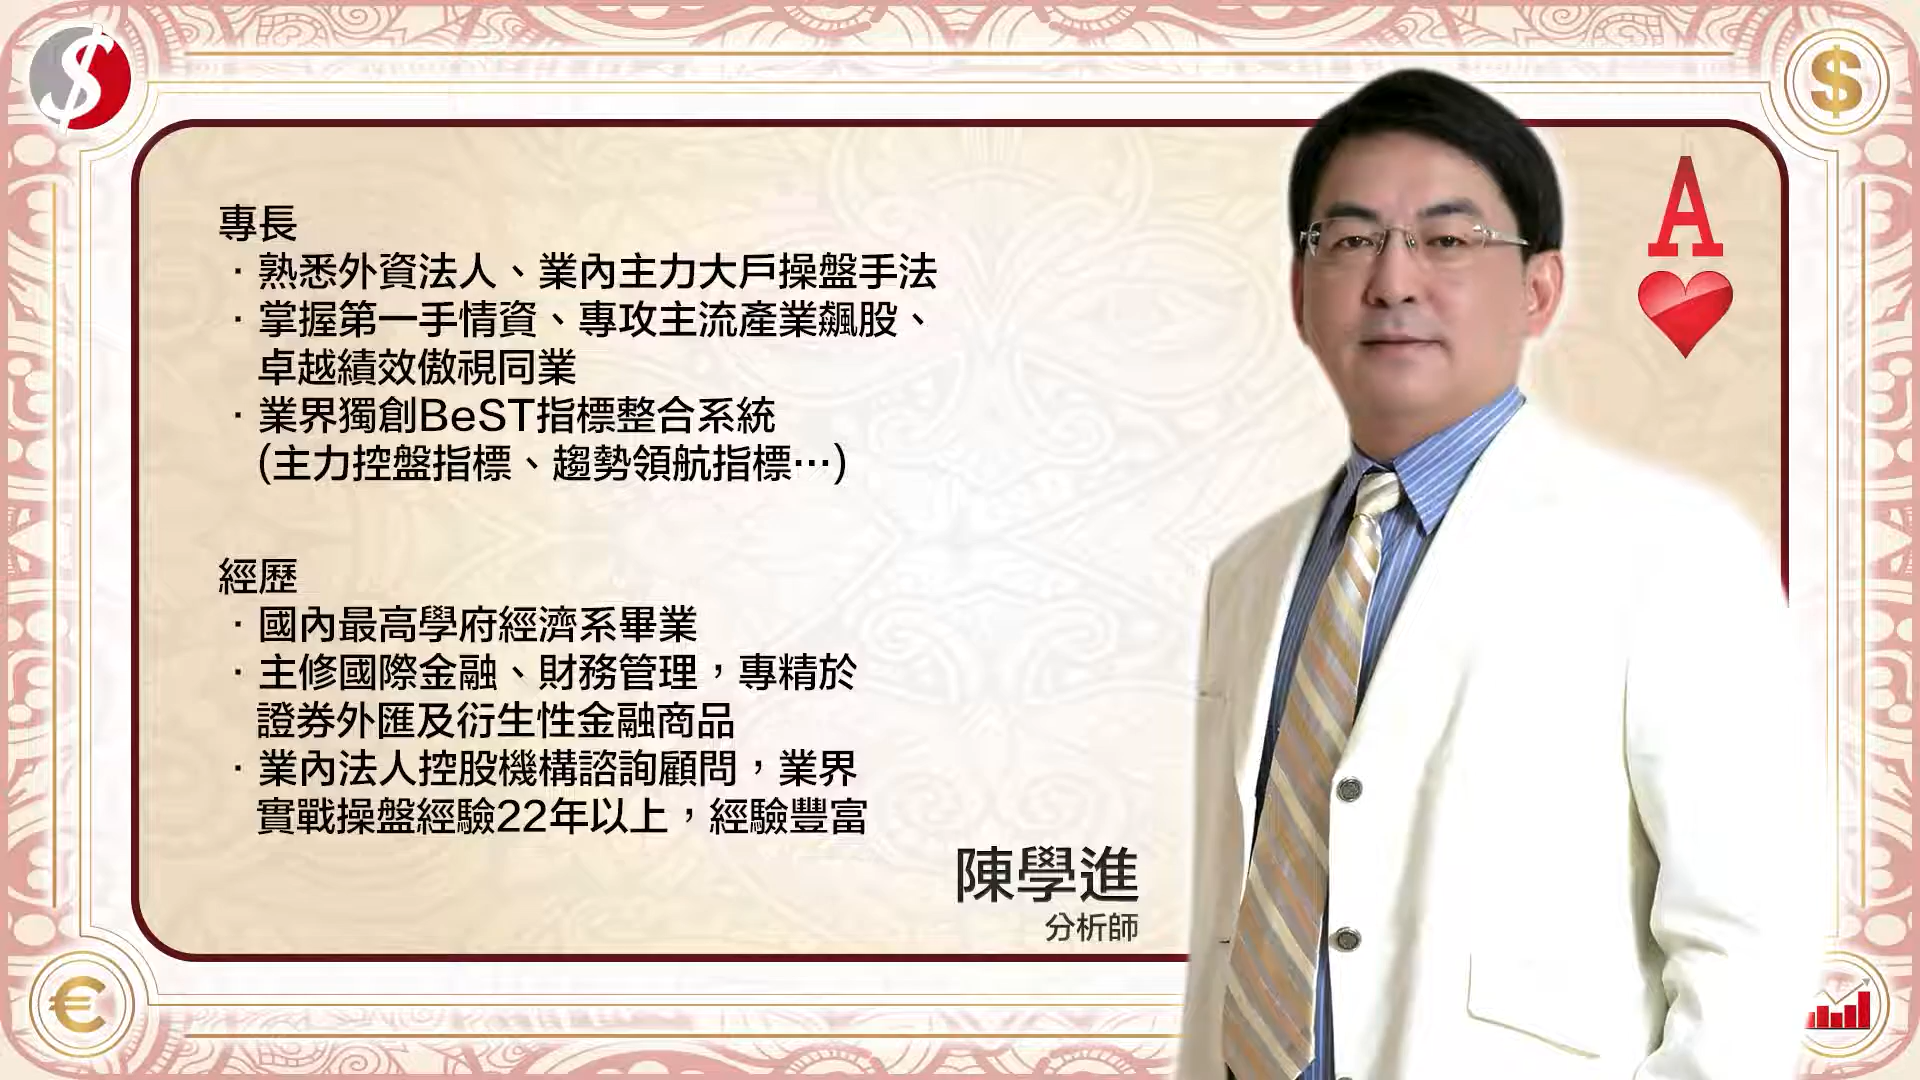 專長
·熟悉外資法人、業內主力大戶操盤手法
·掌握第一手情資、專攻主流產業飆股、
卓越績效傲視同業
·業界獨創BeST指標整合系統
(主力控盤指標、趨勢領航指標…)
經歷
·國內最高學府經濟系畢業
·主修國際金融、財務管理，專精於
證券外匯及衍生性金融商品
·業內法人控股機構諮詢顧問，業界
實戰操盤經驗22年以上，經驗豐富
陳學進
分析師
A
$
$
€